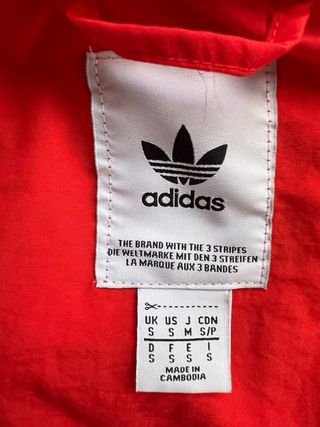 adidas
THE BRAND WITH THE 3 STRIPES
DIE WELTMARKE MIT DEN 3 STREIFEN
LA MARQUE AUX 3 BANDES
UK US J CDN
S S M S/P
D F E I
S S S S
MADE IN
CAMBODIA